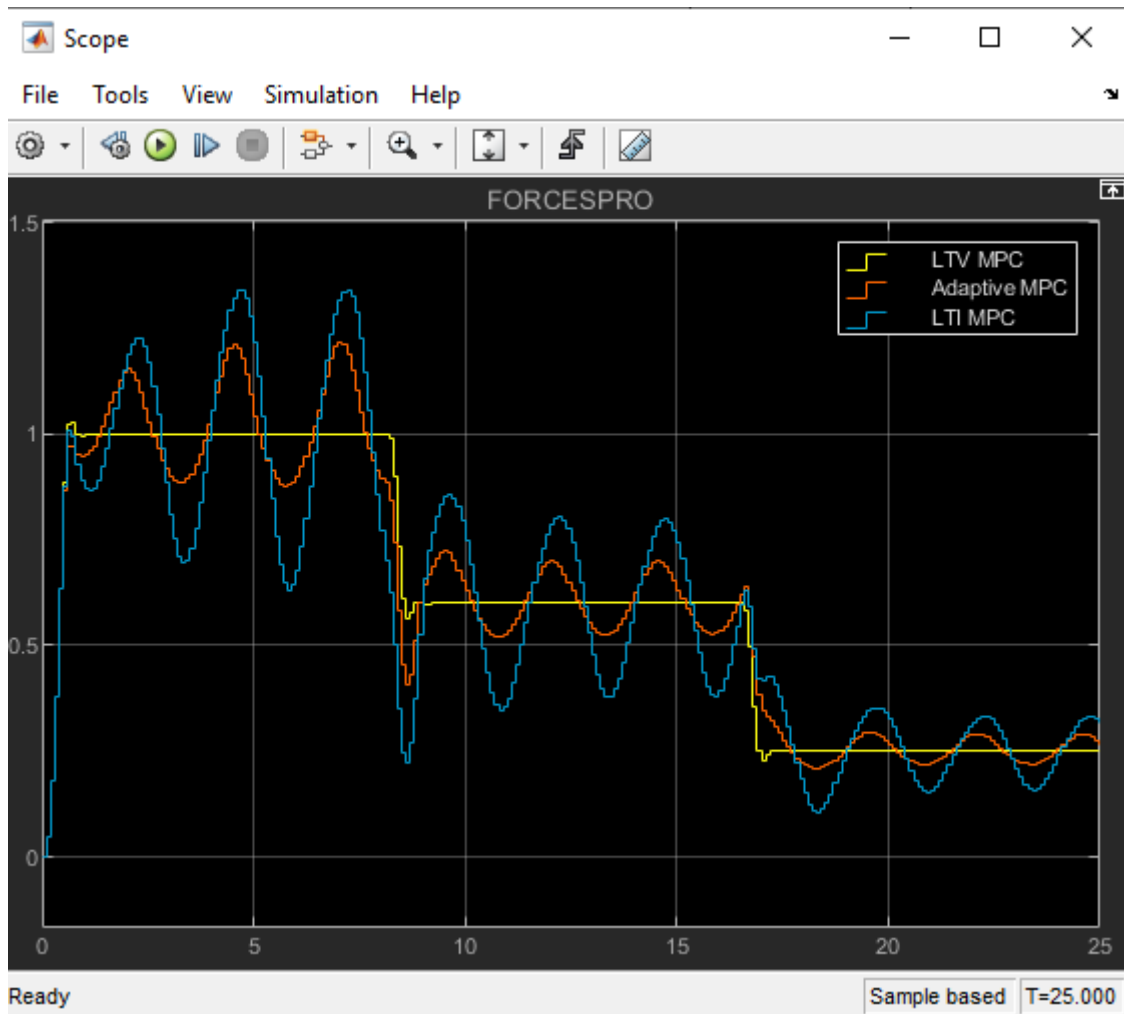 Scope
File Tools View Simulation Help
FORCESPRO
LTV MPC
Adaptive MPC
LTI MPC
1.5
1
0.5
0
0 5 10 15 20 25
Ready Sample based T=25.000